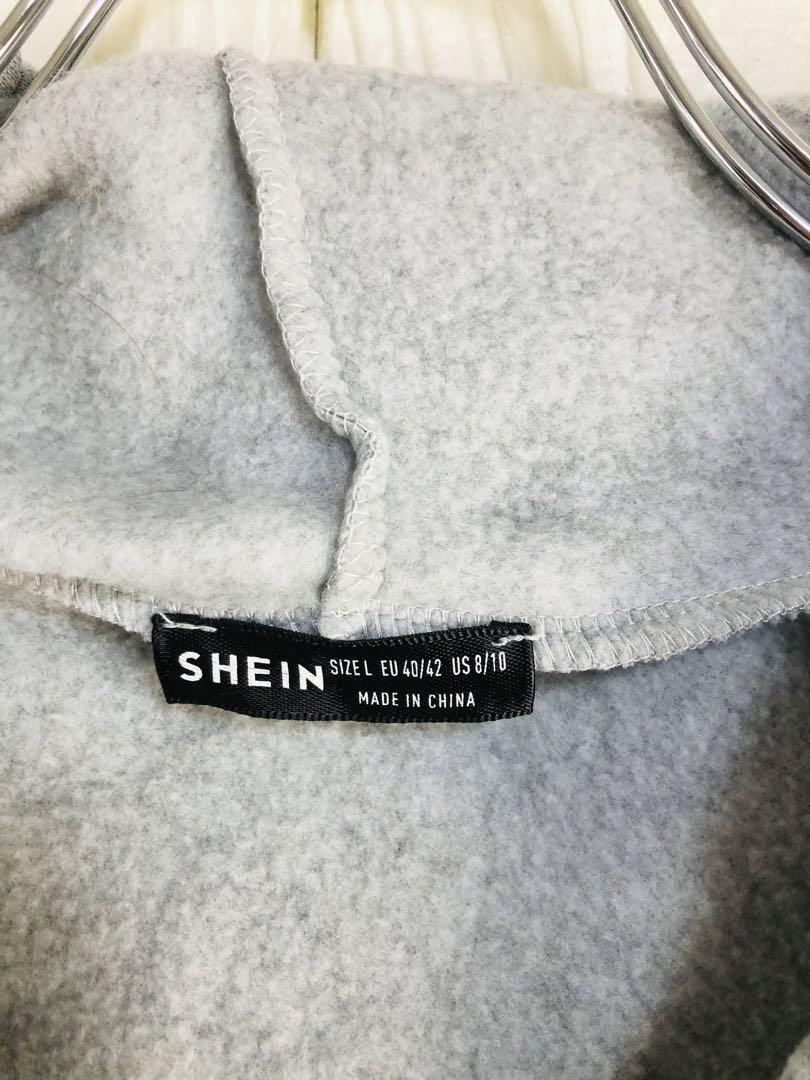 SHEIN SIZE L EU 40/42 US 8/10
MADE IN CHINA